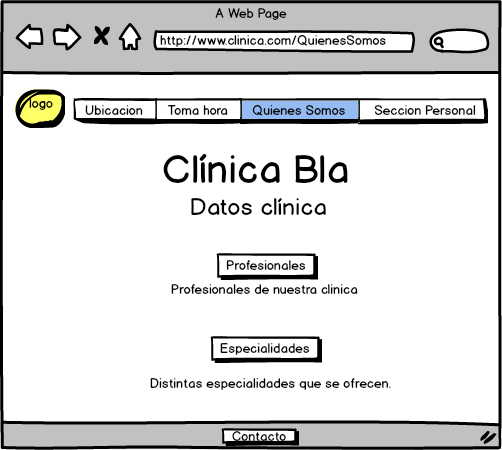 A Web Page
http://www.clinica.com/QuienesSomos
logo
Ubicacion Toma hora Quienes Somos Seccion Personal
Clínica Bla
Datos clínica
Profesionales
Profesionales de nuestra clinica
Especialidades
Distintas especialidades que se ofrecen.
Contacto